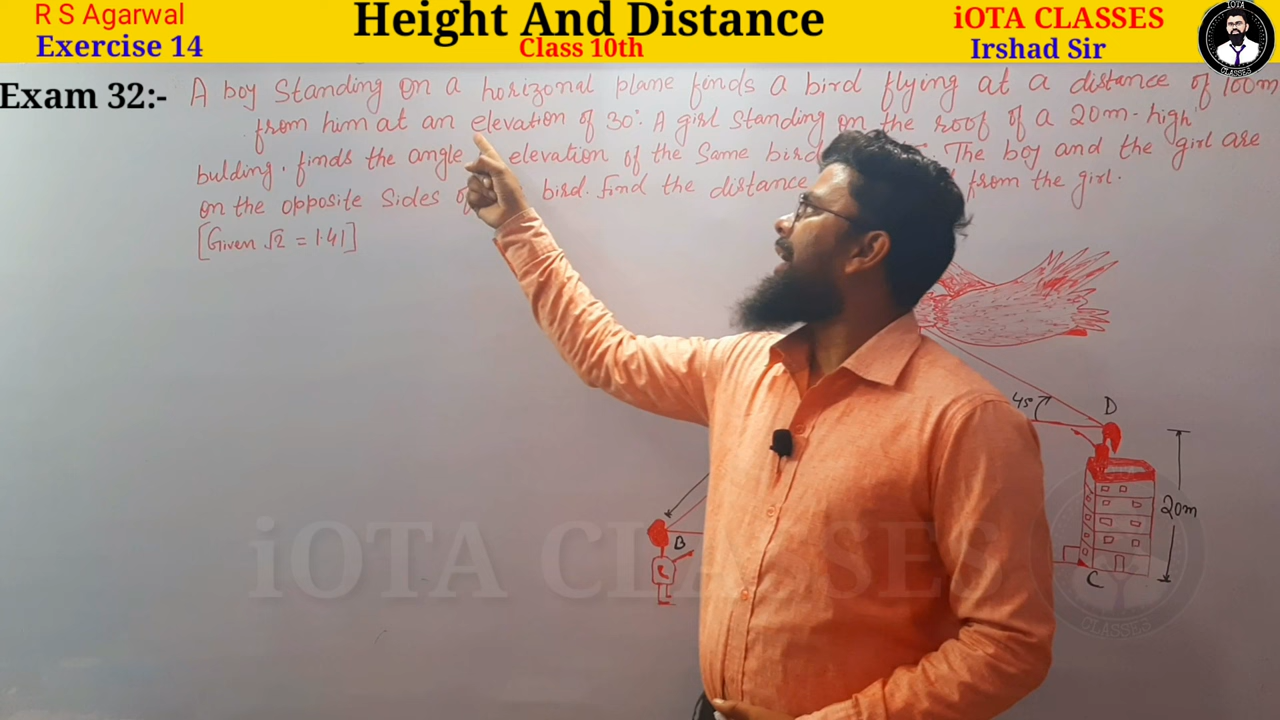 R S Agarwal
Exercise 14
Height And Distance
Class 10th
iOTA CLASSES
Irshad Sir
iOTA
CLASSES
Exam 32:-
A boy Standing on a horizonal plane finds a bird flying at a distance of 100m
from him at an elevation of 30°. A girl Standing on the roof of a 20m-high
bulding. finds the angle elevation of the Same bird The boy and the girl are
on the opposite sides of bird. find the distance from the girl.
[Given √2 = 1.41]
45°
D
20m
B
C
iOTA CLASSES
CLASSES